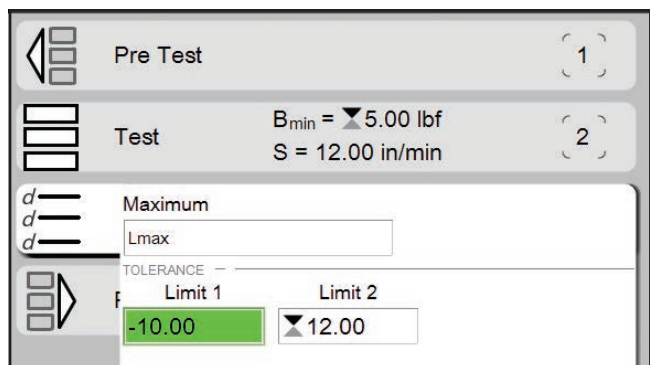 Pre Test
1
Test
Bmin = 5.00 lbf
S = 12.00 in/min
2
d
d
d
Maximum
Lmax
TOLERANCE
Limit 1 Limit 2
-10.00 12.00